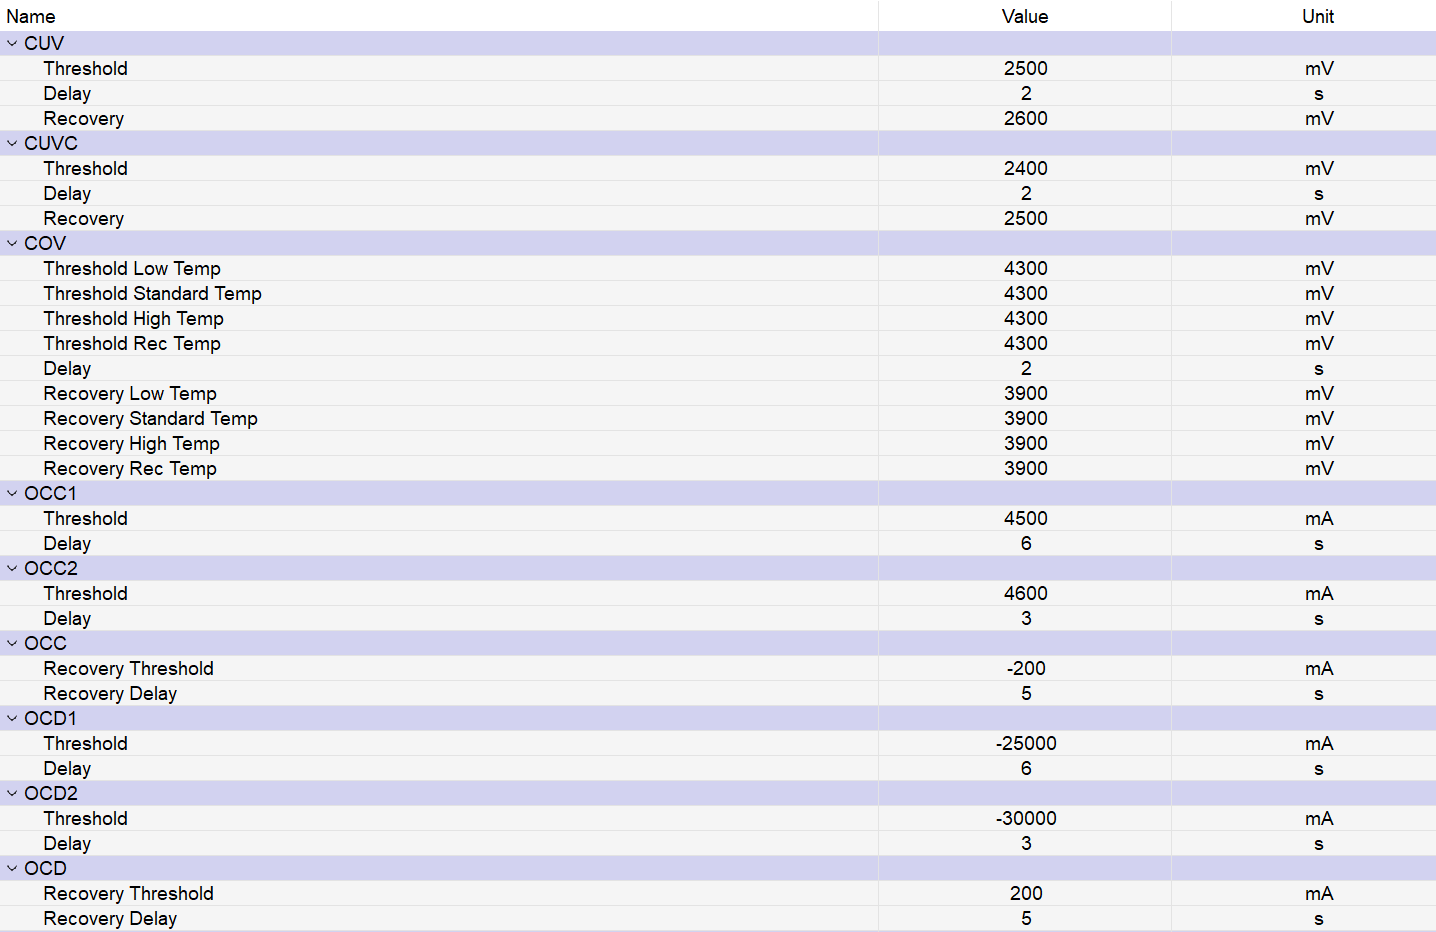 Name Value Unit
CUV
Threshold 2500 mV
Delay 2 s
Recovery 2600 mV
CUVC
Threshold 2400 mV
Delay 2 s
Recovery 2500 mV
COV
Threshold Low Temp 4300 mV
Threshold Standard Temp 4300 mV
Threshold High Temp 4300 mV
Threshold Rec Temp 4300 mV
Delay 2 s
Recovery Low Temp 3900 mV
Recovery Standard Temp 3900 mV
Recovery High Temp 3900 mV
Recovery Rec Temp 3900 mV
OCC1
Threshold 4500 mA
Delay 6 s
OCC2
Threshold 4600 mA
Delay 3 s
OCC
Recovery Threshold -200 mA
Recovery Delay 5 s
OCD1
Threshold -25000 mA
Delay 6 s
OCD2
Threshold -30000 mA
Delay 3 s
OCD
Recovery Threshold 200 mA
Recovery Delay 5 s